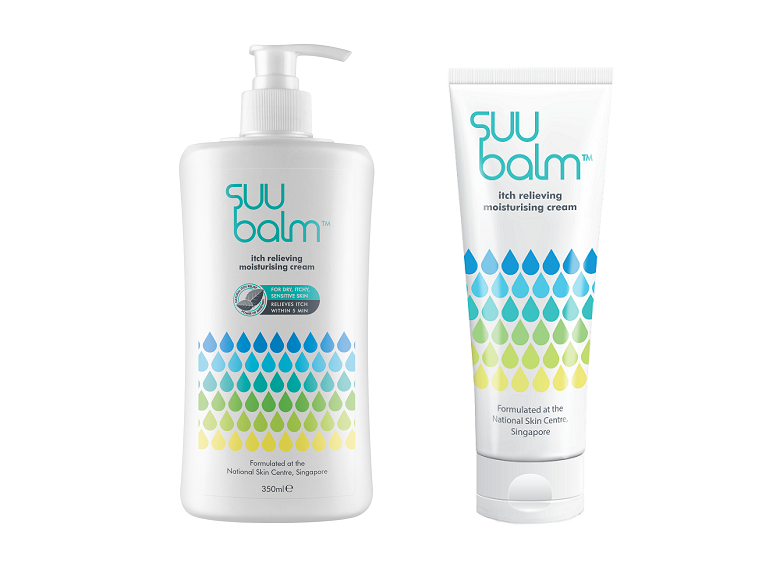 suu
balm™
itch relieving
moisturising cream
FOR DRY, ITCHY,
SENSITIVE SKIN
RELIEVES ITCH
WITHIN 5 MIN
Formulated at the
National Skin Centre, Singapore
350ml℮
suu
balm™
itch relieving
moisturising cream
Formulated at the
National Skin Centre,
Singapore